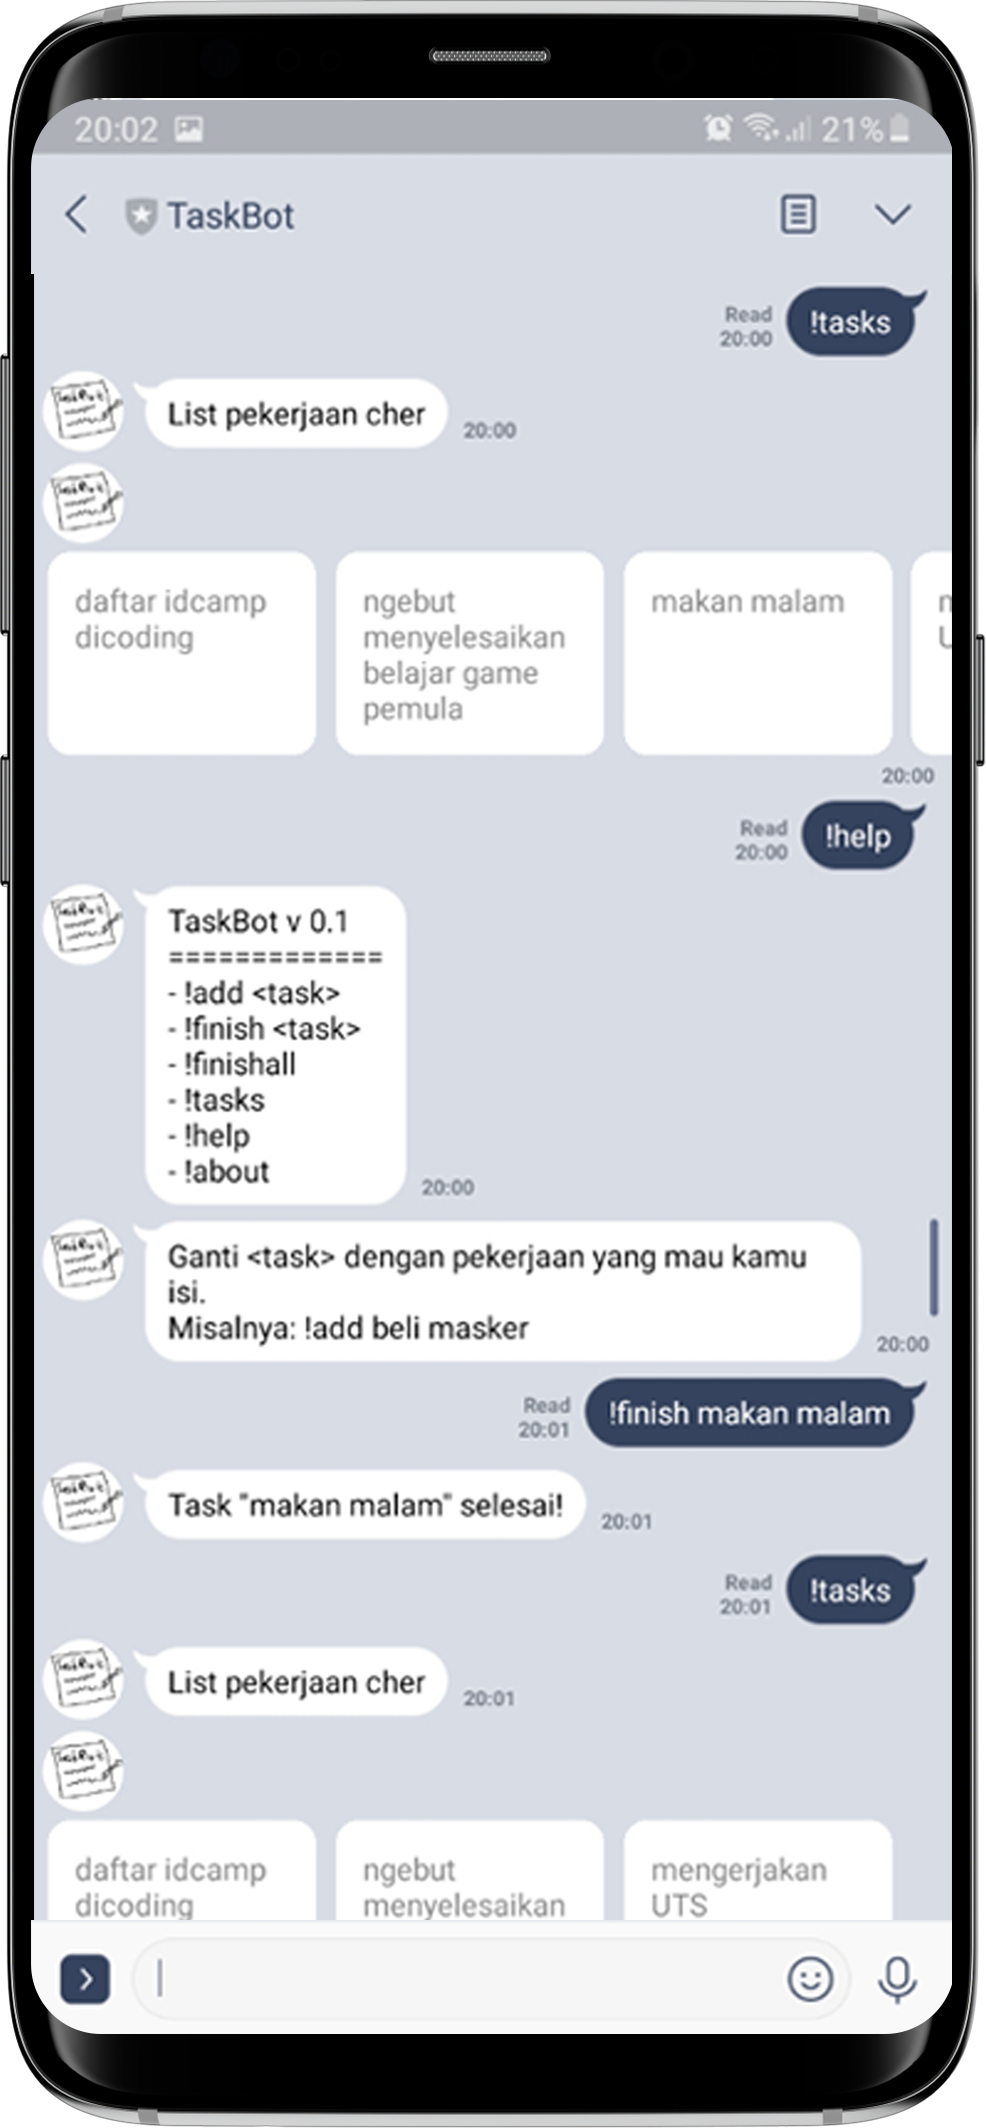 20:02
21%
TaskBot
!tasks
Read
20:00
List pekerjaan cher
20:00
daftar idcamp
dicoding
ngebut
menyelesaikan
belajar game
pemula
makan malam
20:00
!help
Read
20:00
TaskBot v 0.1
=============
- !add <task>
- !finish <task>
- !finishall
- !tasks
- !help
- !about
20:00
Ganti <task> dengan pekerjaan yang mau kamu
isi.
Misalnya: !add beli masker
20:00
!finish makan malam
Read
20:01
Task "makan malam" selesai!
20:01
!tasks
Read
20:01
List pekerjaan cher
20:01
daftar idcamp
dicoding
ngebut
menyelesaikan
mengerjakan
UTS